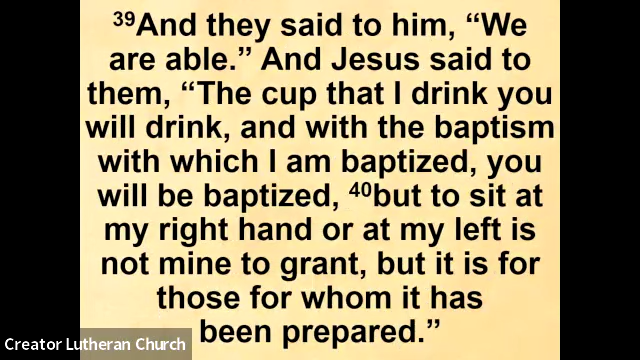 ³⁹And they said to him, “We
are able.” And Jesus said to
them, “The cup that I drink you
will drink, and with the baptism
with which I am baptized, you
will be baptized, ⁴⁰but to sit at
my right hand or at my left is
not mine to grant, but it is for
those for whom it has
been prepared.”
Creator Lutheran Church